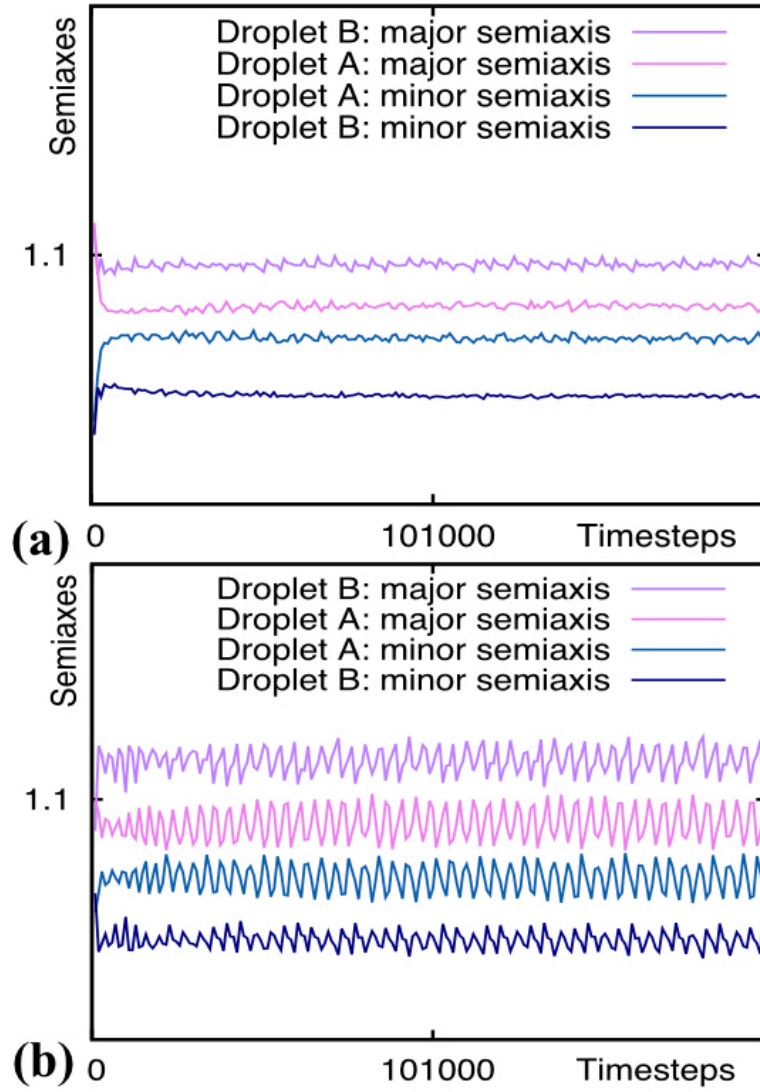 Semiaxes
Droplet B: major semiaxis
Droplet A: major semiaxis
Droplet A: minor semiaxis
Droplet B: minor semiaxis
1.1
(a) 0 101000 Timesteps
Semiaxes
Droplet B: major semiaxis
Droplet A: major semiaxis
Droplet A: minor semiaxis
Droplet B: minor semiaxis
1.1
(b) 0 101000 Timesteps